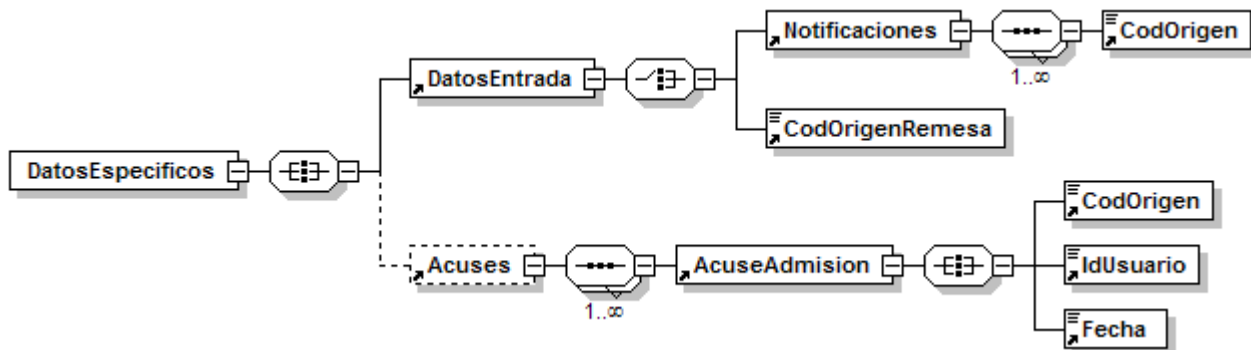 Notificaciones
CodOrigen
1..∞
DatosEntrada
CodOrigenRemesa
DatosEspecificos
CodOrigen
Acuses
AcuseAdmision
IdUsuario
1..∞
Fecha